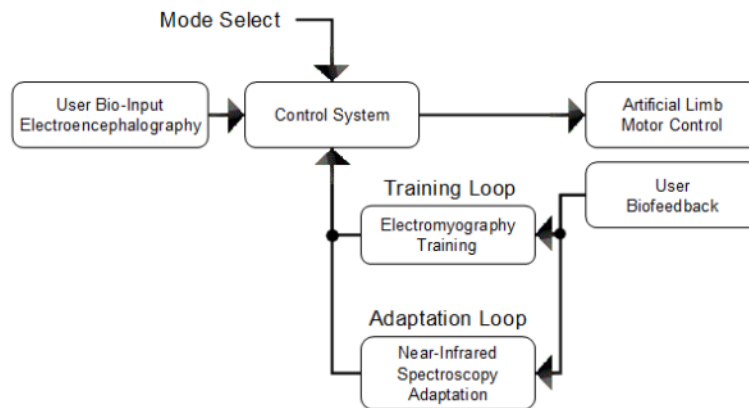 Mode Select
User Bio-Input
Electroencephalography
Control System
Artificial Limb
Motor Control
User
Biofeedback
Training Loop
Electromyography
Training
Adaptation Loop
Near-Infrared
Spectroscopy
Adaptation